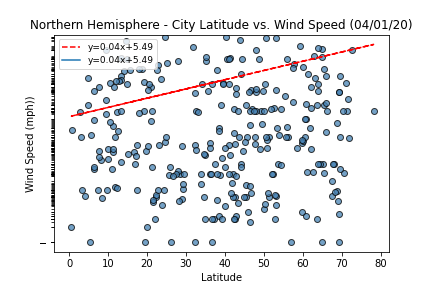 Northern Hemisphere - City Latitude vs. Wind Speed (04/01/20)
y=0.04x+5.49
y=0.04x+5.49
Wind Speed (mph))
0 10 20 30 40 50 60 70 80
Latitude